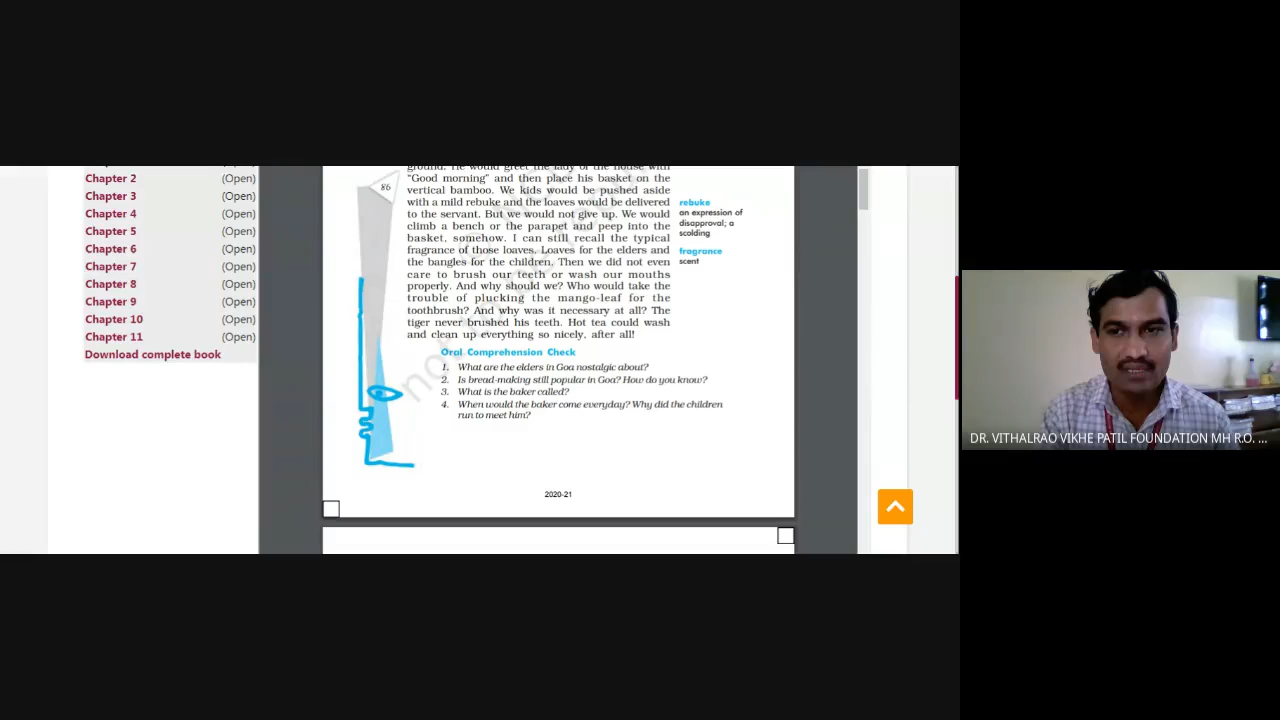 Chapter 2 (Open)
Chapter 3 (Open)
Chapter 4 (Open)
Chapter 5 (Open)
Chapter 6 (Open)
Chapter 7 (Open)
Chapter 8 (Open)
Chapter 9 (Open)
Chapter 10 (Open)
Chapter 11 (Open)
Download complete book
86
ground. He would greet the lady of the house with
"Good morning" and then place his basket on the
vertical bamboo. We kids would be pushed aside
with a mild rebuke and the loaves would be delivered
to the servant. But we would not give up. We would
climb a bench or the parapet and peep into the
basket, somehow. I can still recall the typical
fragrance of those loaves. Loaves for the elders and
the bangles for the children. Then we did not even
care to brush our teeth or wash our mouths
properly. And why should we? Who would take the
trouble of plucking the mango-leaf for the
toothbrush? And why was it necessary at all? The
tiger never brushed his teeth. Hot tea could wash
and clean up everything so nicely, after all!
rebuke
an expression of
disapproval; a
scolding
fragrance
scent
Oral Comprehension Check
1. What are the elders in Goa nostalgic about?
2. Is bread-making still popular in Goa? How do you know?
3. What is the baker called?
4. When would the baker come everyday? Why did the children
run to meet him?
2020-21
DR. VITHALRAO VIKHE PATIL FOUNDATION MH R.O. ...